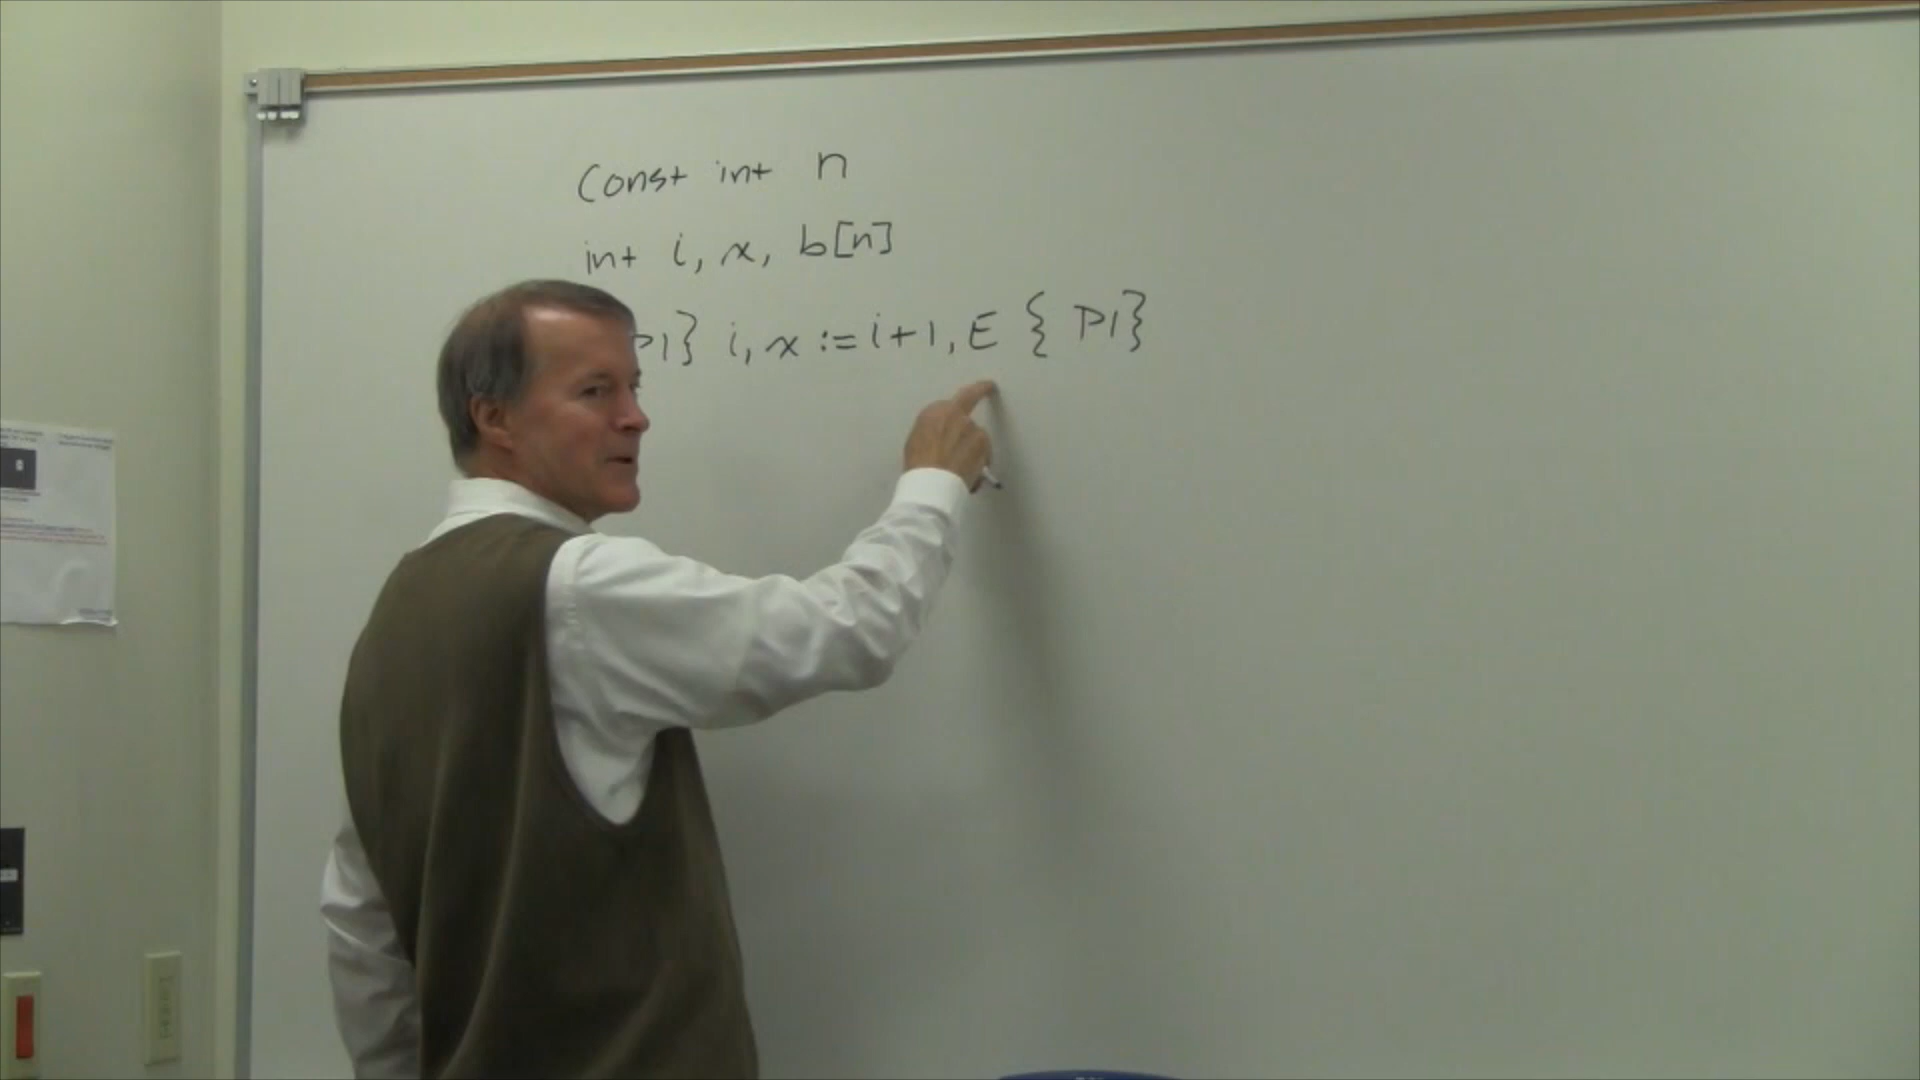 const int n
int i, x, b[n]
P1} i, x := i+1, E { P1}